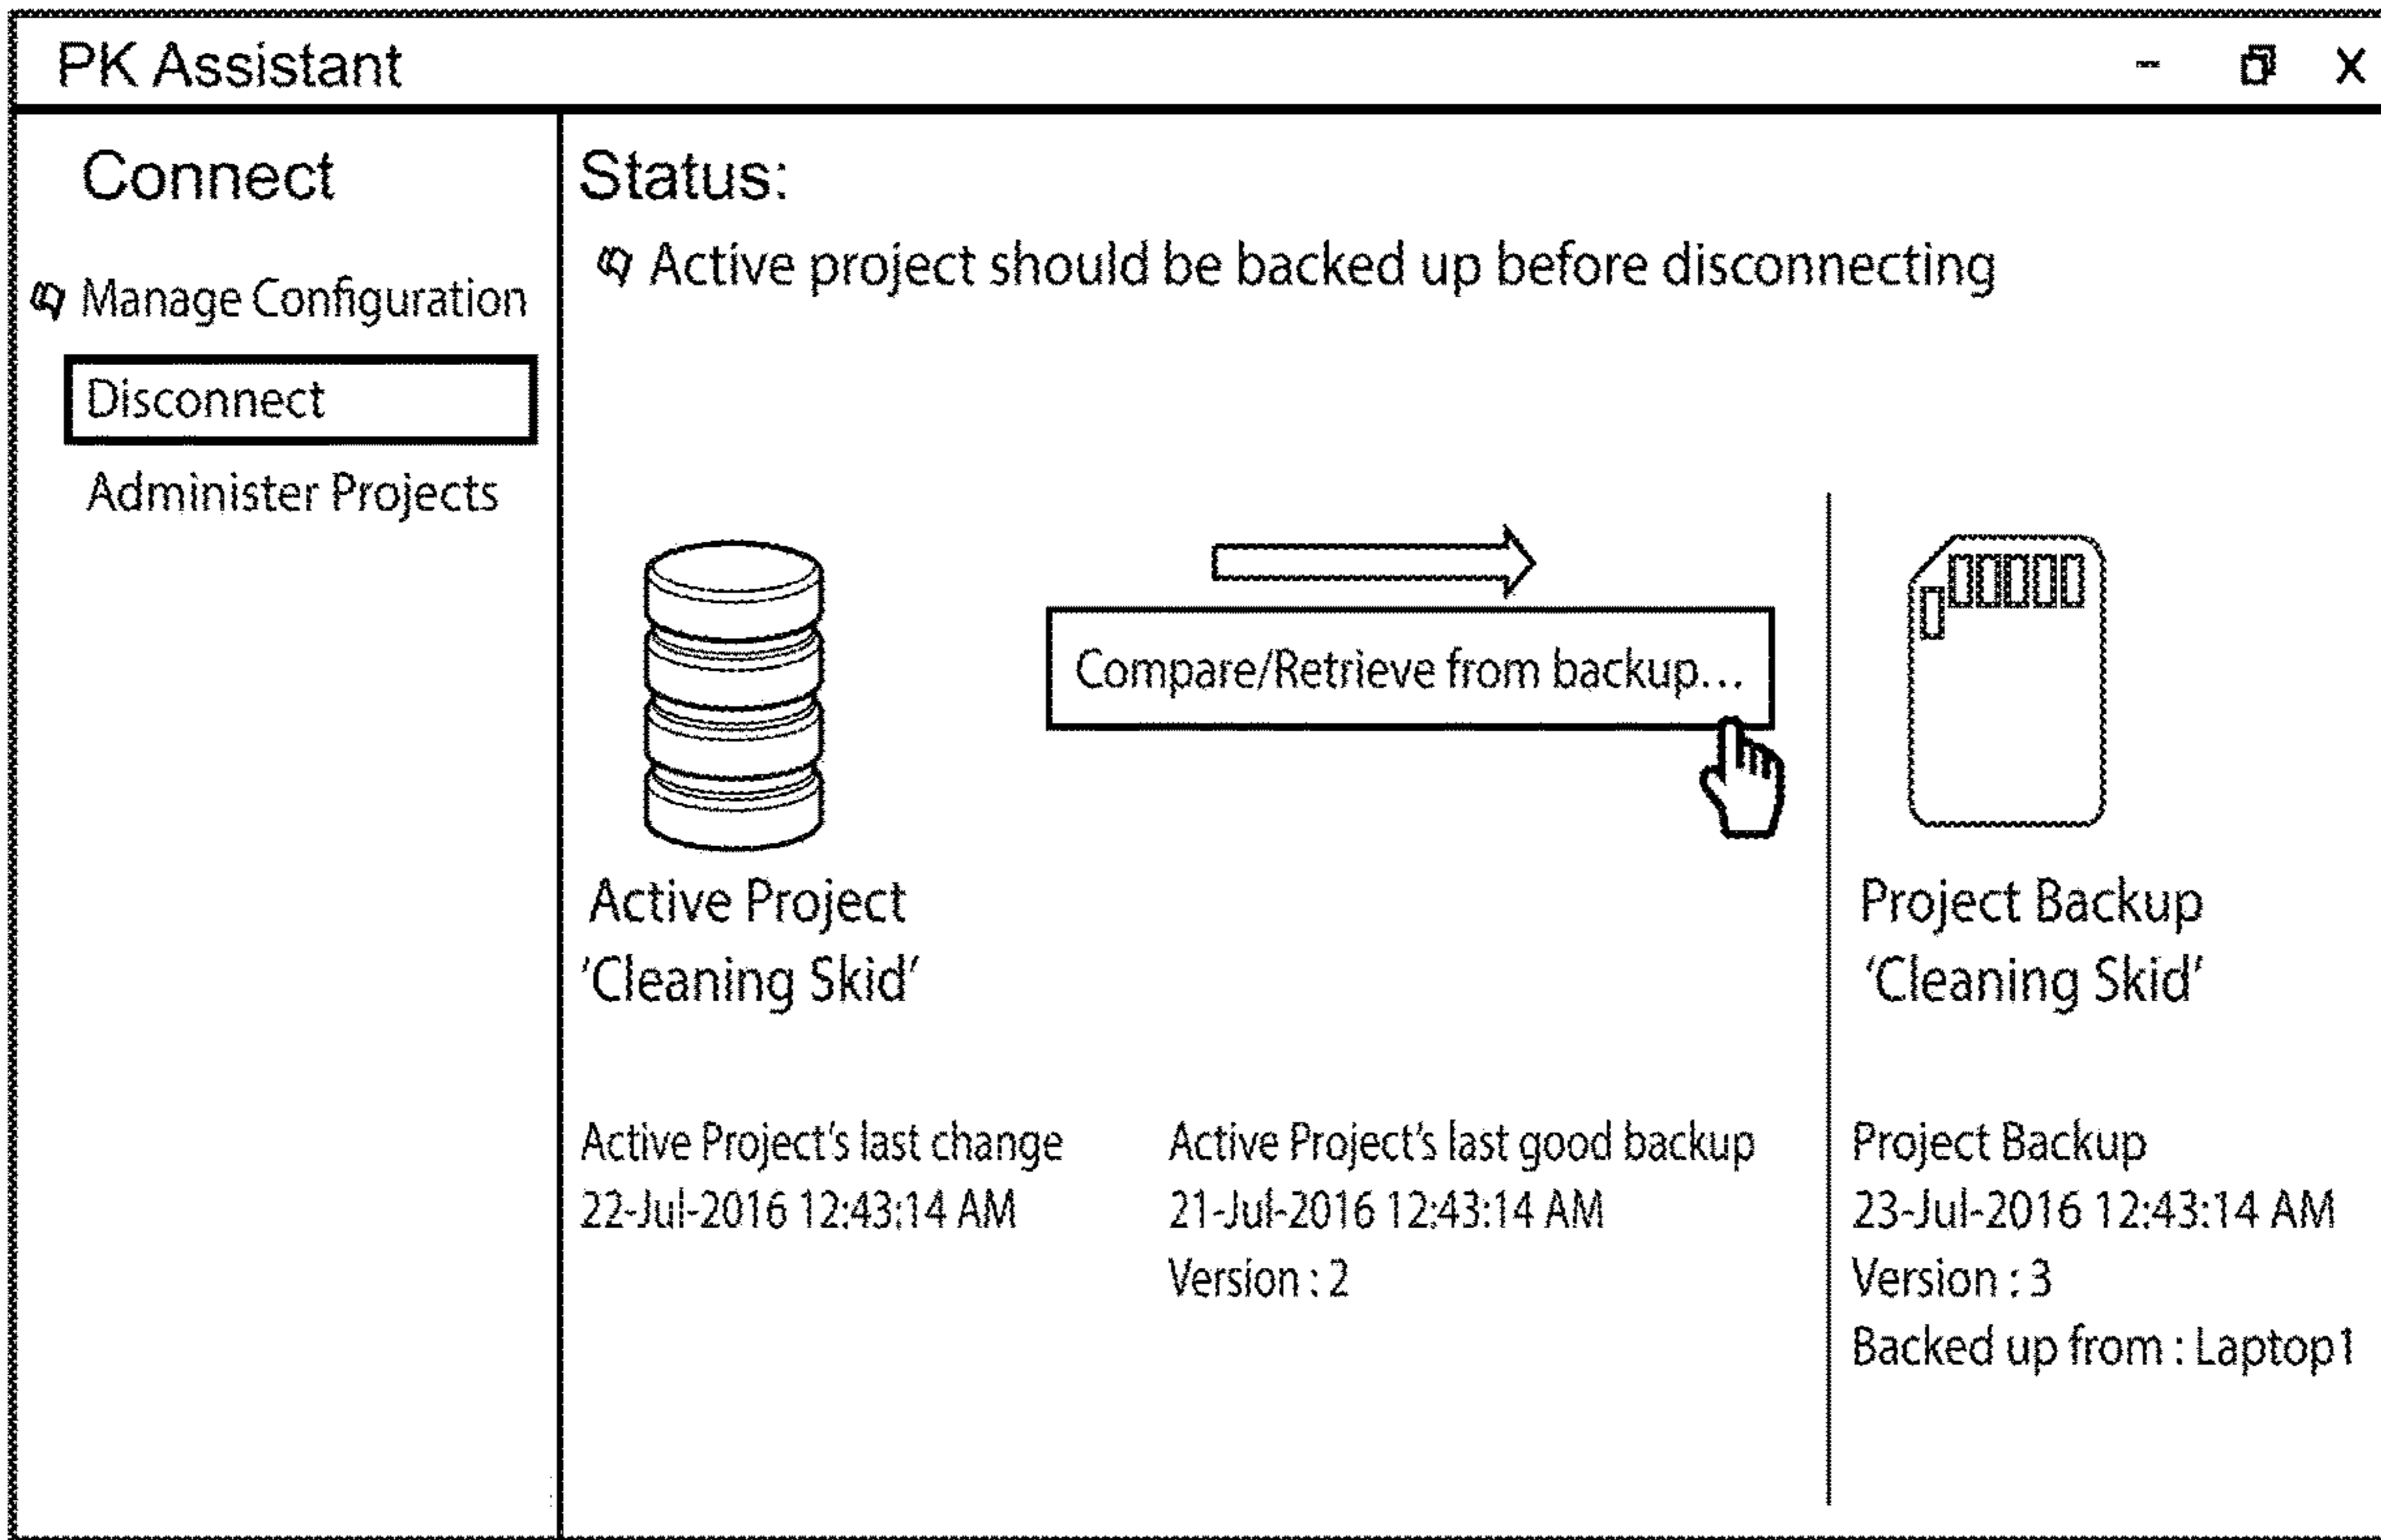 PK Assistant
Connect
Manage Configuration
Disconnect
Administer Projects
Status:
Active project should be backed up before disconnecting
Compare/Retrieve from backup...
Active Project
'Cleaning Skid'
Project Backup
'Cleaning Skid'
Active Project's last change
22-Jul-2016 12:43:14 AM
Active Project's last good backup
21-Jul-2016 12:43:14 AM
Version : 2
Project Backup
23-Jul-2016 12:43:14 AM
Version : 3
Backed up from : Laptop1